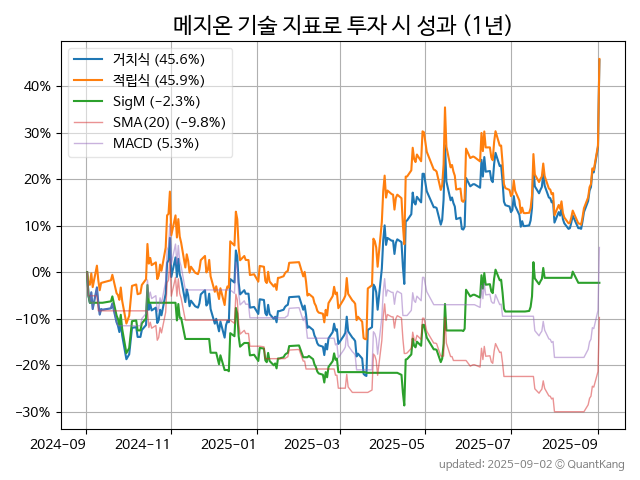 메지온 기술 지표로 투자 시 성과 (1년)
거치식 (45.6%)
적립식 (45.9%)
SigM (−2.3%)
SMA(20) (−9.8%)
MACD (5.3%)
40%
30%
20%
10%
0%
−10%
−20%
−30%
2024-09 2024-11 2025-01 2025-03 2025-05 2025-07 2025-09
updated: 2025-09-02 © QuantKang